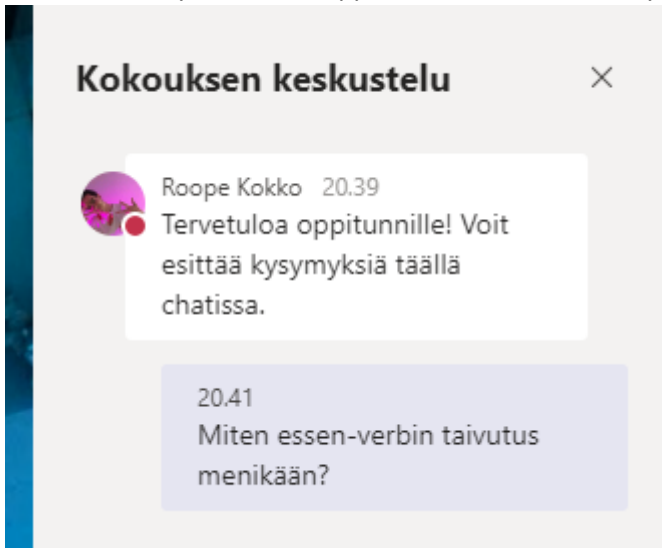 Kokouksen keskustelu
Roope Kokko 20.39
Tervetuloa oppitunnille! Voit
esittää kysymyksiä täällä
chatissa.
20.41
Miten essen-verbin taivutus
menikään?